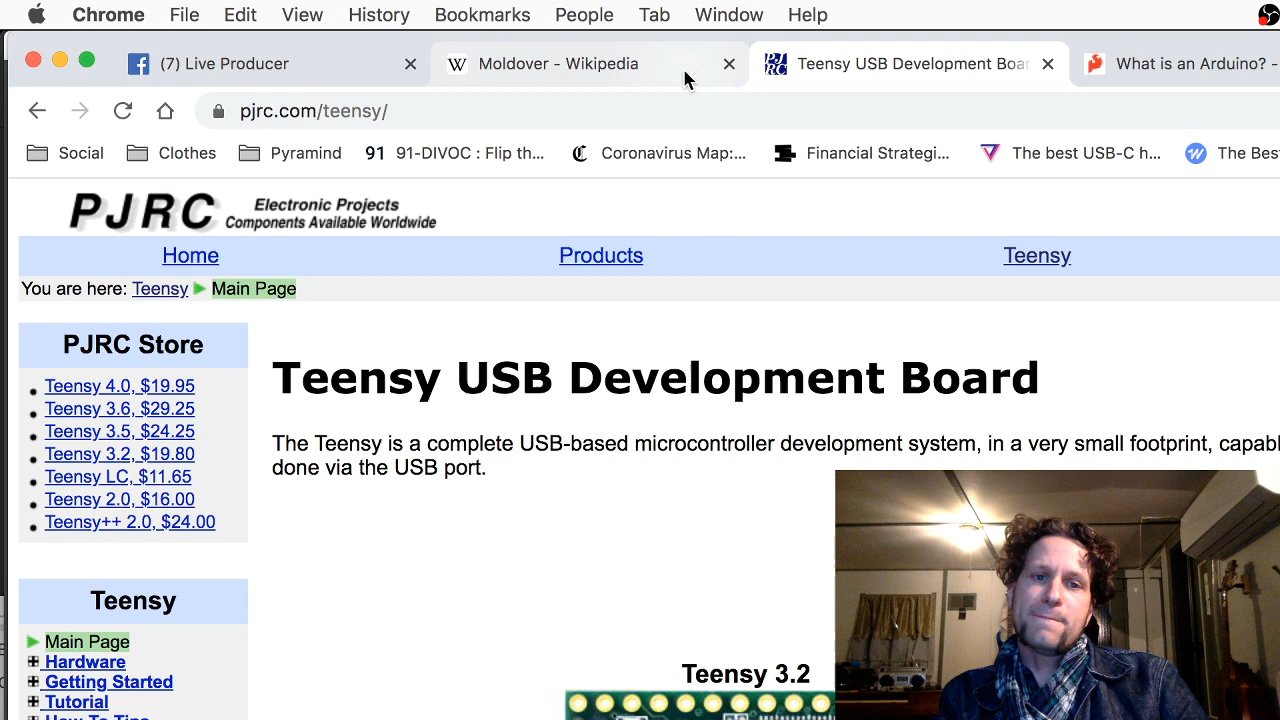 Chrome File Edit View History Bookmarks People Tab Window Help
(7) Live Producer
Moldover - Wikipedia
Teensy USB Development Boar
What is an Arduino? -
pjrc.com/teensy/
Social Clothes Pyramind 91-DIVOC : Flip th... Coronavirus Map:... Financial Strategi... The best USB-C h... The Best
PJRC Electronic Projects
Components Available Worldwide
Home Products Teensy
You are here: Teensy Main Page
PJRC Store
Teensy 4.0, $19.95
Teensy 3.6, $29.25
Teensy 3.5, $24.25
Teensy 3.2, $19.80
Teensy LC, $11.65
Teensy 2.0, $16.00
Teensy++ 2.0, $24.00
Teensy USB Development Board
The Teensy is a complete USB-based microcontroller development system, in a very small footprint, capabl
done via the USB port.
Teensy
Main Page
Hardware
Getting Started
Tutorial
How-To Tips
Teensy 3.2